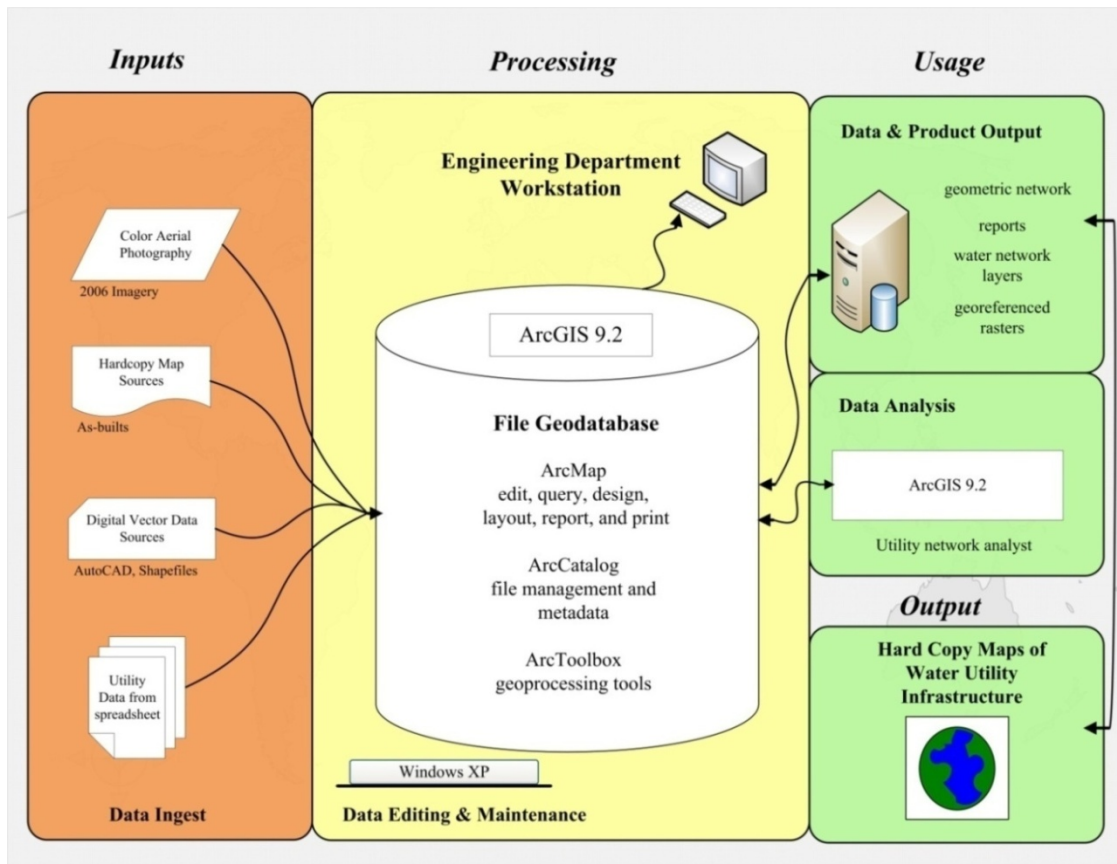 Inputs
Processing
Usage
Color Aerial
Photography
2006 Imagery
Hardcopy Map
Sources
As-builts
Digital Vector Data
Sources
AutoCAD, Shapefiles
Utility
Data from
spreadsheet
Data Ingest
Engineering Department
Workstation
ArcGIS 9.2
File Geodatabase
ArcMap
edit, query, design,
layout, report, and print
ArcCatalog
file management and
metadata
ArcToolbox
geoprocessing tools
Windows XP
Data Editing & Maintenance
Data & Product Output
geometric network
reports
water network
layers
georeferenced
rasters
Data Analysis
ArcGIS 9.2
Utility network analyst
Output
Hard Copy Maps of
Water Utility
Infrastructure